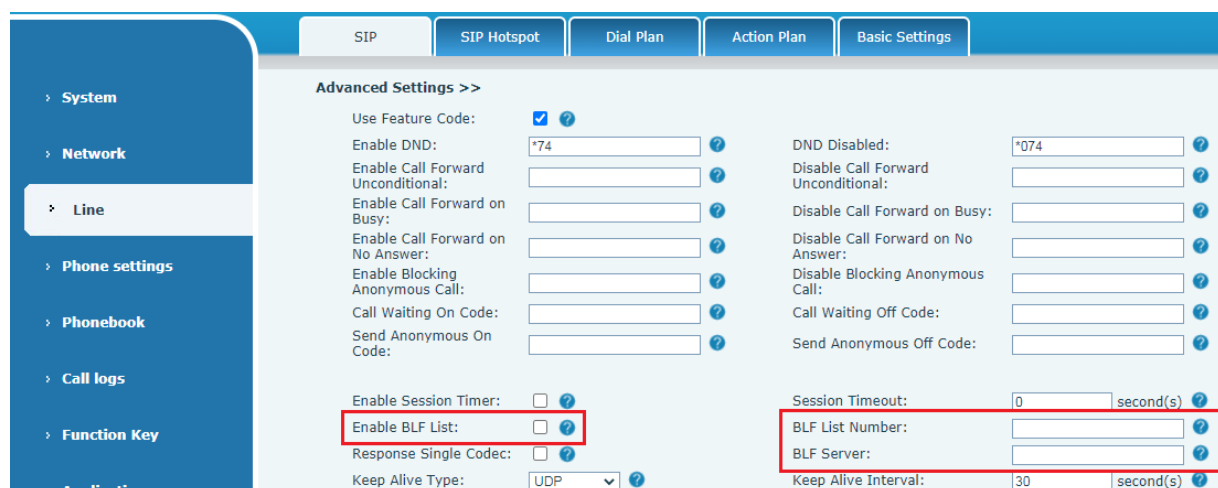 SIP
SIP Hotspot
Dial Plan
Action Plan
Basic Settings
› System
› Network
› Line
› Phone settings
› Phonebook
› Call logs
› Function Key
Advanced Settings >>
Use Feature Code:
Enable DND: *74
DND Disabled: *074
Enable Call Forward
Unconditional:
Disable Call Forward
Unconditional:
Enable Call Forward on
Busy:
Disable Call Forward on Busy:
Enable Call Forward on
No Answer:
Disable Call Forward on No
Answer:
Enable Blocking
Anonymous Call:
Disable Blocking Anonymous
Call:
Call Waiting On Code:
Call Waiting Off Code:
Send Anonymous On
Code:
Send Anonymous Off Code:
Enable Session Timer:
Session Timeout: 0 second(s)
Enable BLF List:
BLF List Number:
Response Single Codec:
BLF Server:
Keep Alive Type: UDP
Keep Alive Interval: 30 second(s)